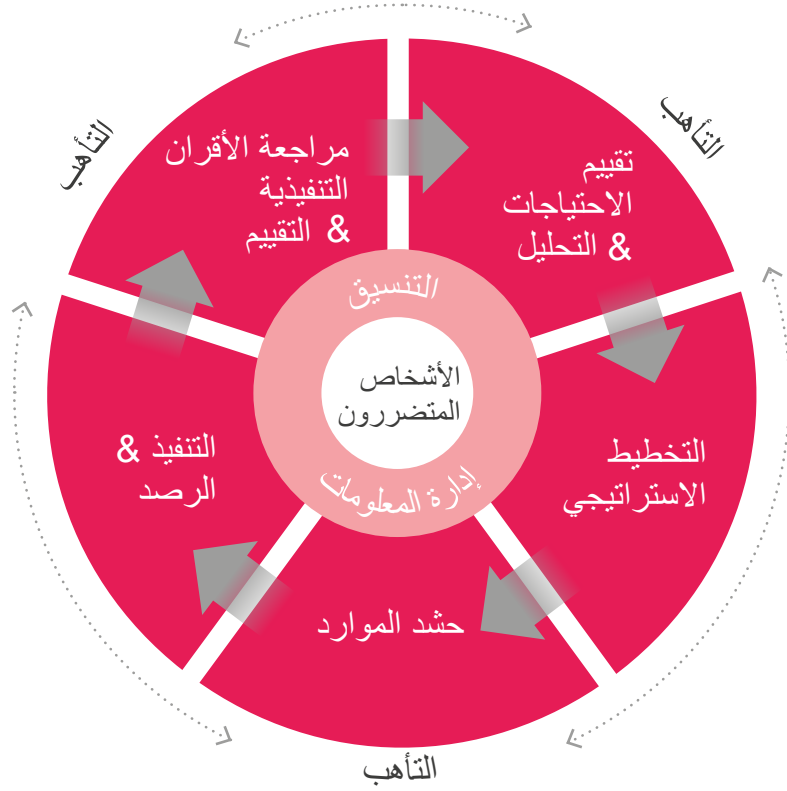 التأهب
التأهب
مراجعة الأقران
التنفيذية
& التقييم
تقييم
الاحتياجات
& التحليل
التنسيق
الأشخاص
المتضررون
إدارة المعلومات
التنفيذ &
الرصد
التخطيط
الاستراتيجي
حشد الموارد
التأهب